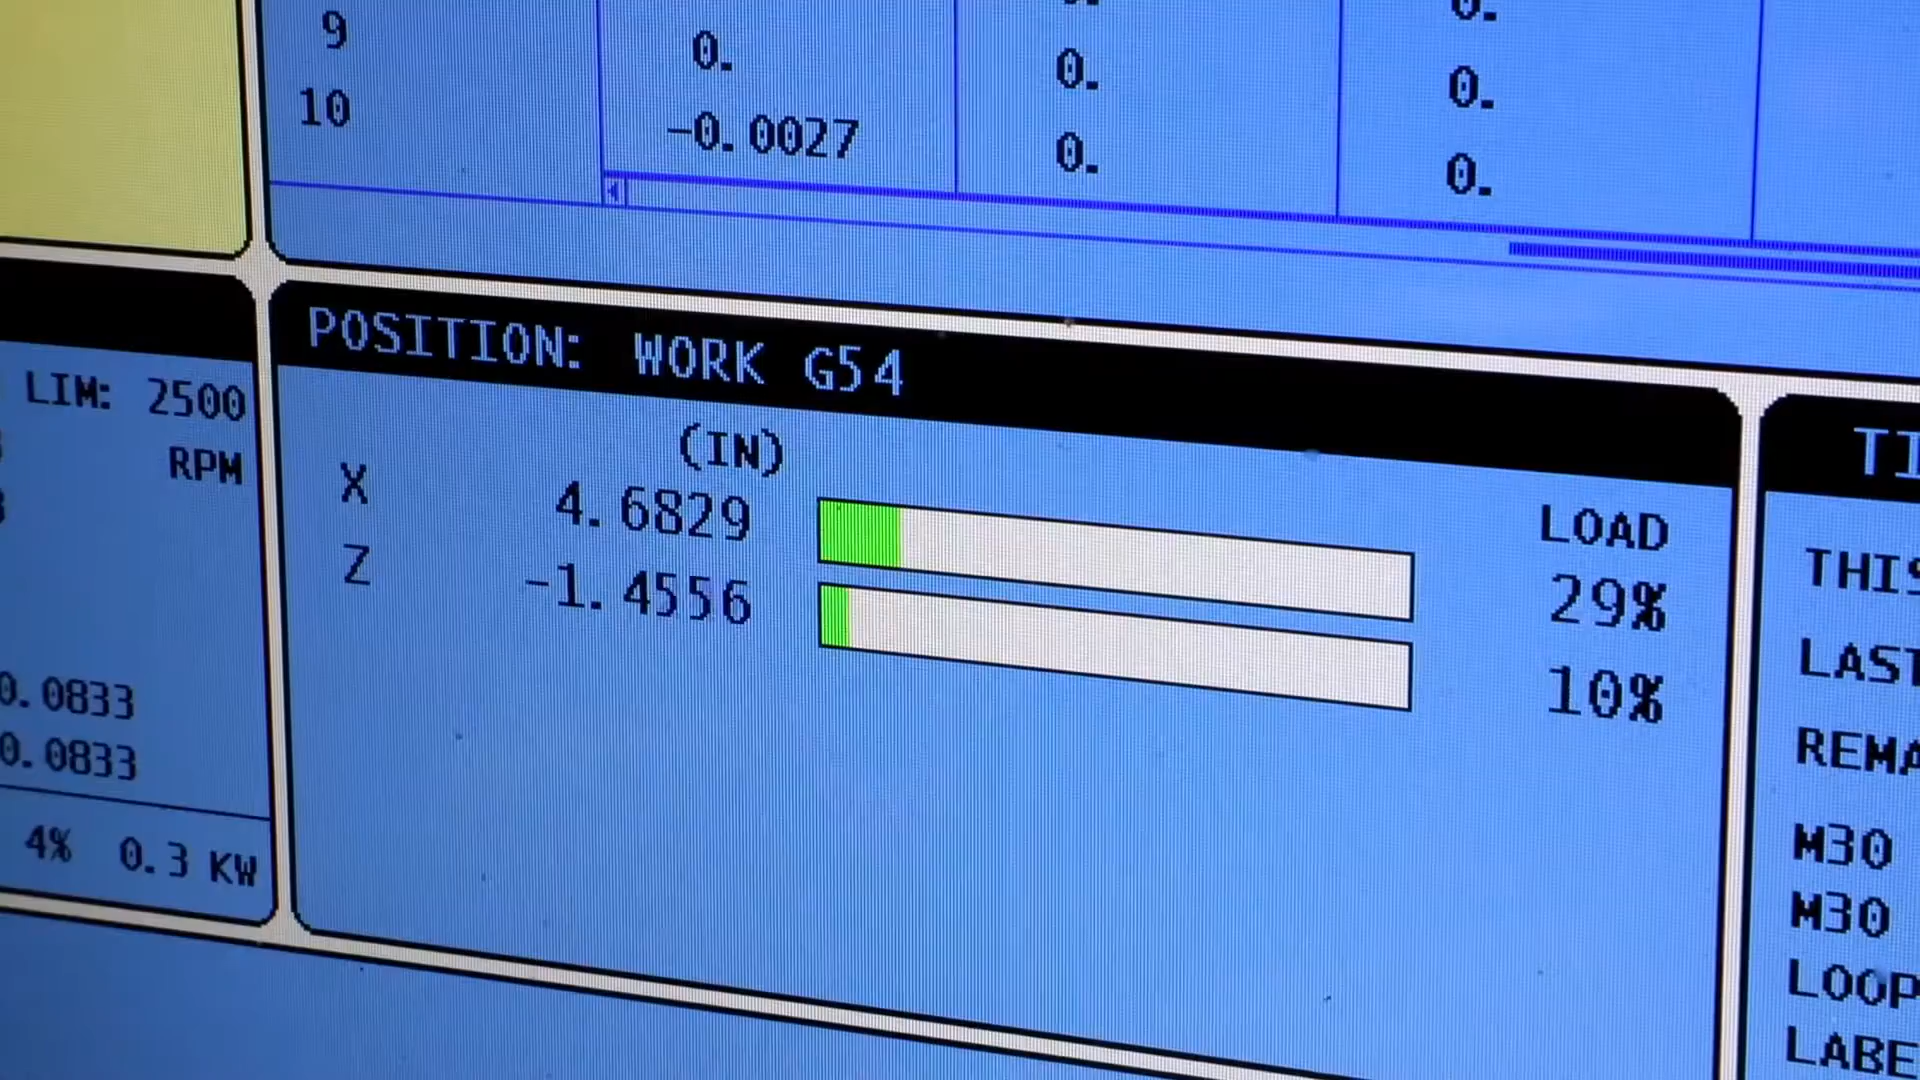 9 0. 0. 0.
10 -0.0027 0. 0.
POSITION: WORK G54
(IN) LOAD
X 4.6829 29%
Z -1.4556 10%
LIM: 2500
RPM
0.0833
0.0833
4% 0.3 KW
M30
M30